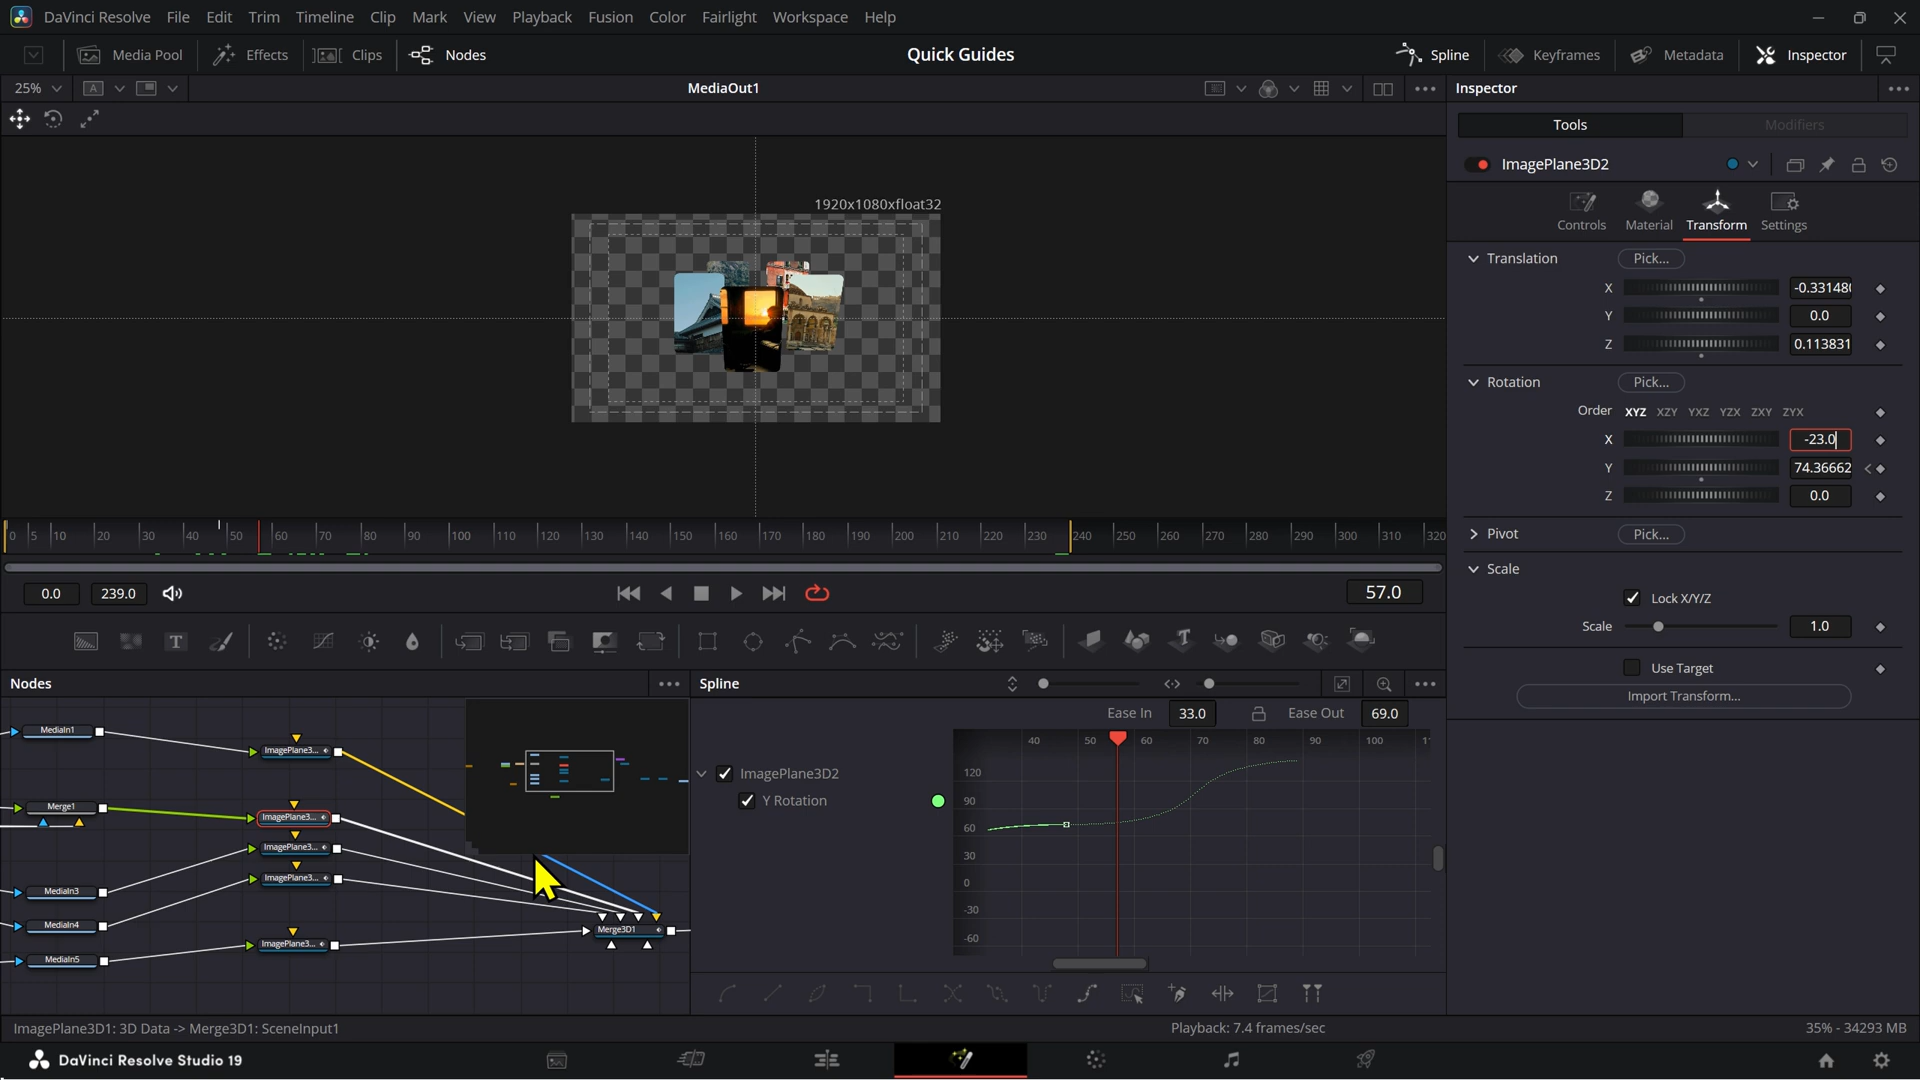 DaVinci Resolve File Edit Trim Timeline Clip Mark View Playback Fusion Color Fairlight Workspace Help
Media Pool Effects Clips Nodes Quick Guides Spline Keyframes Metadata Inspector
25% A MediaOut1 Inspector
Tools Modifiers
ImagePlane3D2
1920x1080xfloat32
Controls Material Transform Settings
Translation Pick...
X -0.33148
Y 0.0
Z 0.113831
Rotation Pick...
Order XYZ XZY YXZ YZX ZXY ZYX
X -23.0
Y 74.36662
Z 0.0
Pivot Pick...
Scale
Lock X/Y/Z
Scale 1.0
Use Target
Import Transform...
0 5 10 20 30 40 50 60 70 80 90 100 110 120 130 140 150 160 170 180 190 200 210 220 230 240 250 260 270 280 290 300 310 320
0.0 239.0 57.0
T
Nodes
MediaIn1
ImagePlane3...
Merge1
ImagePlane3...
ImagePlane3...
ImagePlane3...
MediaIn3
MediaIn4
MediaIn5
ImagePlane3...
Merge3D1
Spline
Ease In 33.0 Ease Out 69.0
40 50 60 70 80 90 100
ImagePlane3D2
Y Rotation
120
90
60
30
0
-30
-60
ImagePlane3D1: 3D Data -> Merge3D1: SceneInput1 Playback: 7.4 frames/sec 35% - 34293 MB
DaVinci Resolve Studio 19